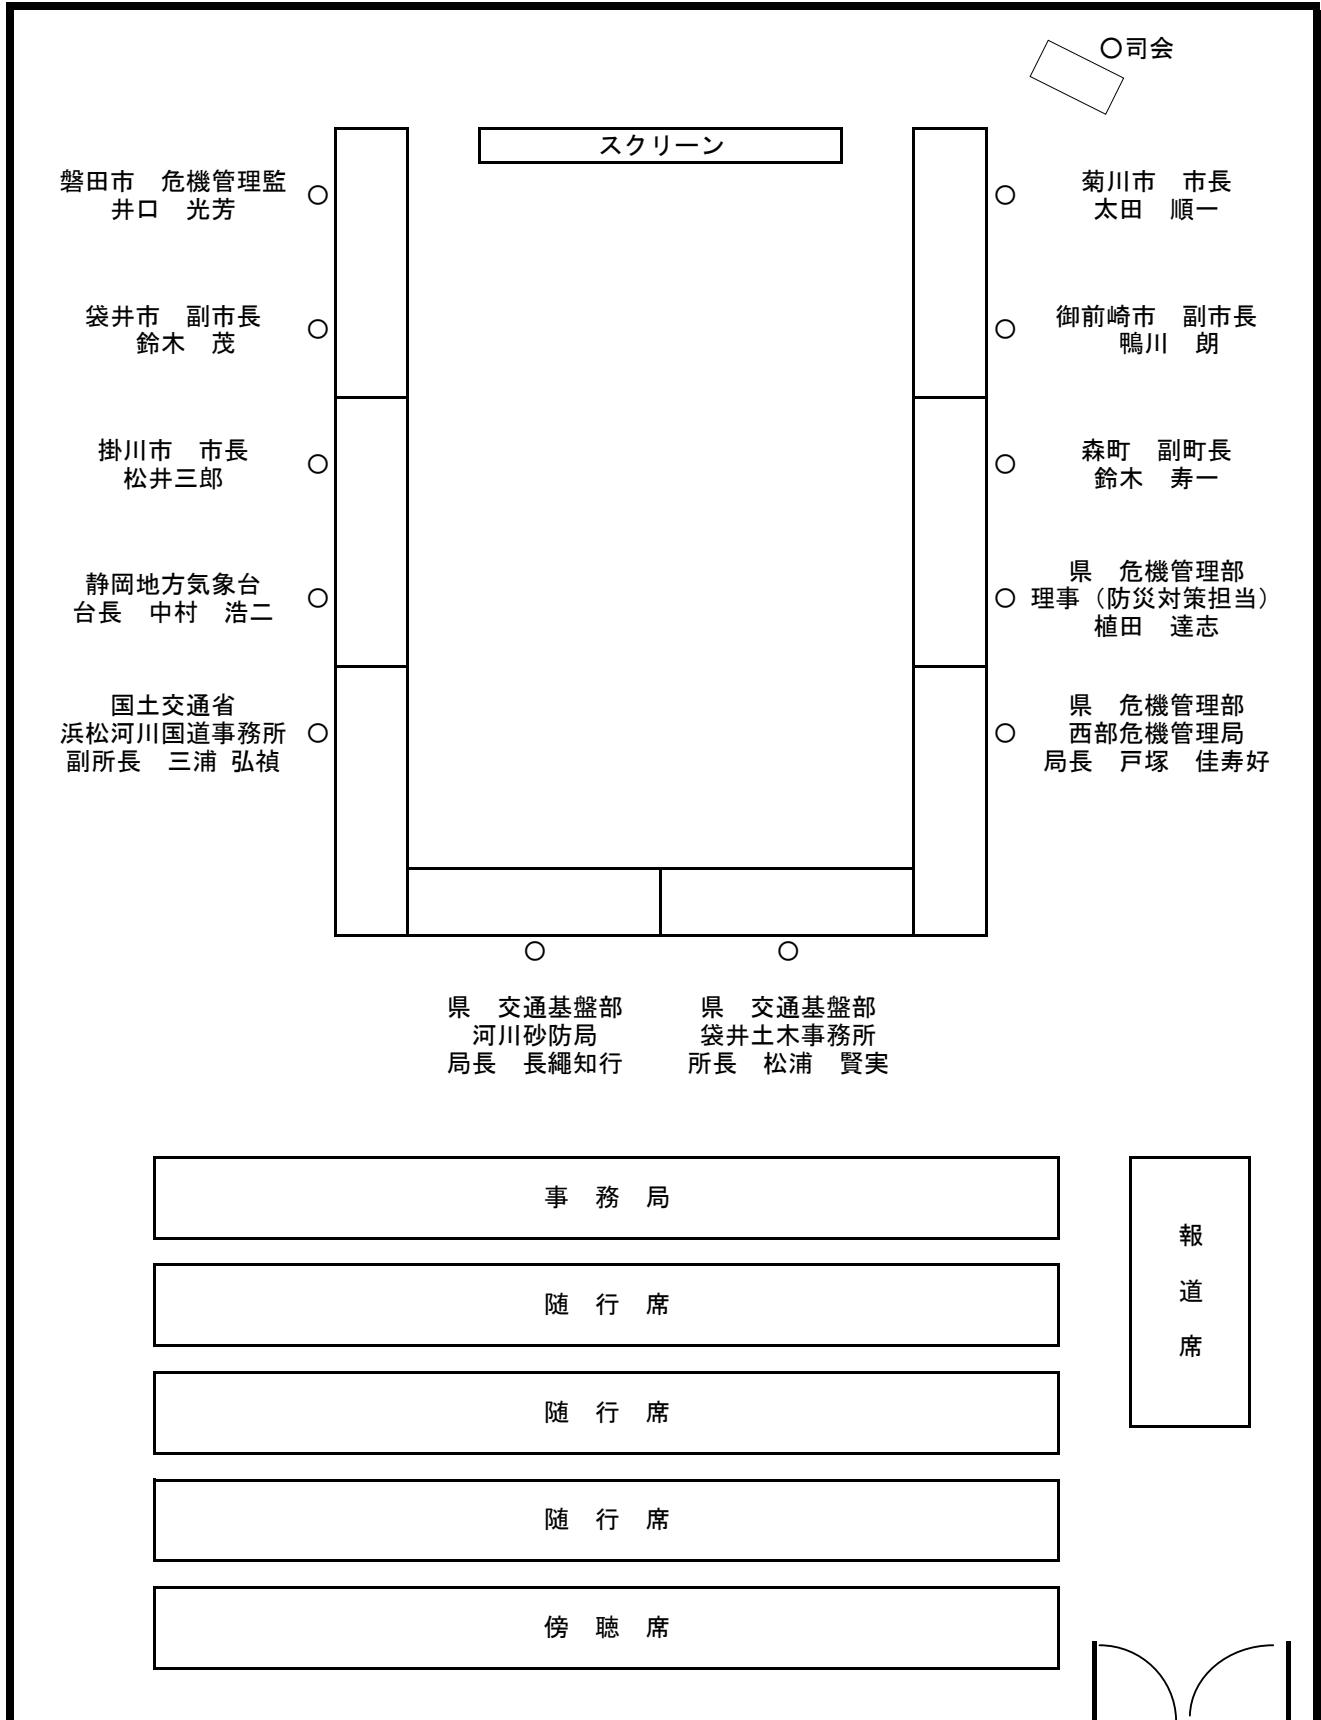 ○司会
スクリーン
磐田市　危機管理監
井口　光芳
袋井市　副市長
鈴木　茂
掛川市　市長
松井三郎
静岡地方気象台
台長　中村　浩二
国土交通省
浜松河川国道事務所
副所長　三浦 弘禎
菊川市　市長
太田　順一
御前崎市　副市長
鴨川　朗
森町　副町長
鈴木　寿一
県　危機管理部
理事（防災対策担当）
植田　達志
県　危機管理部
西部危機管理局
局長　戸塚　佳寿好
県　交通基盤部
河川砂防局
局長　長繩知行
県　交通基盤部
袋井土木事務所
所長　松浦　賢実
事　務　局
随　行　席
随　行　席
随　行　席
傍　聴　席
報
道
席